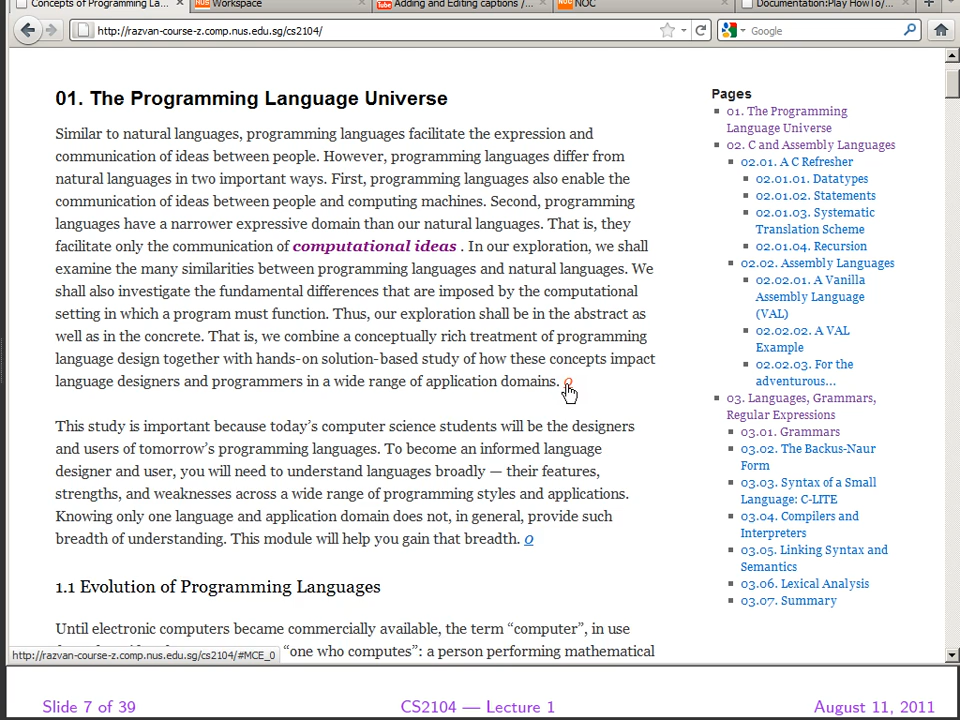 Concepts of Programming La...
Workspace
Adding and Editing captions /...
NOC
Documentation:Play HowTo/...
http://razvan-course-z.comp.nus.edu.sg/cs2104/
Google
01. The Programming Language Universe
Similar to natural languages, programming languages facilitate the expression and
communication of ideas between people. However, programming languages differ from
natural languages in two important ways. First, programming languages also enable the
communication of ideas between people and computing machines. Second, programming
languages have a narrower expressive domain than our natural languages. That is, they
facilitate only the communication of computational ideas . In our exploration, we shall
examine the many similarities between programming languages and natural languages. We
shall also investigate the fundamental differences that are imposed by the computational
setting in which a program must function. Thus, our exploration shall be in the abstract as
well as in the concrete. That is, we combine a conceptually rich treatment of programming
language design together with hands-on solution-based study of how these concepts impact
language designers and programmers in a wide range of application domains. O
This study is important because today's computer science students will be the designers
and users of tomorrow's programming languages. To become an informed language
designer and user, you will need to understand languages broadly — their features,
strengths, and weaknesses across a wide range of programming styles and applications.
Knowing only one language and application domain does not, in general, provide such
breadth of understanding. This module will help you gain that breadth. O
1.1 Evolution of Programming Languages
Until electronic computers became commercially available, the term “computer”, in use
“one who computes”: a person performing mathematical
http://razvan-course-z.comp.nus.edu.sg/cs2104/#MCE_0
Pages
01. The Programming
Language Universe
02. C and Assembly Languages
02.01. A C Refresher
02.01.01. Datatypes
02.01.02. Statements
02.01.03. Systematic
Translation Scheme
02.01.04. Recursion
02.02. Assembly Languages
02.02.01. A Vanilla
Assembly Language
(VAL)
02.02.02. A VAL
Example
02.02.03. For the
adventurous...
03. Languages, Grammars,
Regular Expressions
03.01. Grammars
03.02. The Backus-Naur
Form
03.03. Syntax of a Small
Language: C-LITE
03.04. Compilers and
Interpreters
03.05. Linking Syntax and
Semantics
03.06. Lexical Analysis
03.07. Summary
Slide 7 of 39
CS2104 — Lecture 1
August 11, 2011